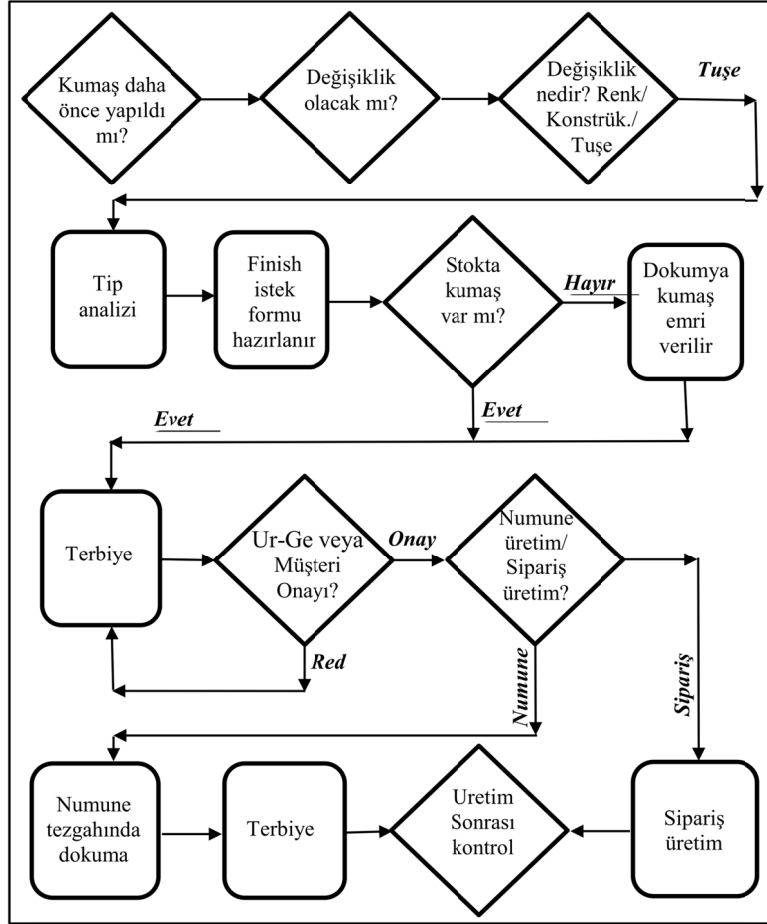 Kumaş daha
önce yapıldı
mı?
Değişiklik
olacak mı?
Değişiklik
nedir? Renk/
Konstrük./
Tuşe
Tuşe
Tip
analizi
Finish
istek
formu
hazırlanır
Stokta
kumaş
var mı?
Hayır
Dokumya
kumaş
emri
verilir
Evet
Evet
Terbiye
Ur-Ge veya
Müşteri
Onayı?
Onay
Red
Numune
üretim/
Sipariş
üretim?
Numune
Sipariş
Numune
tezgahında
dokuma
Terbiye
Uretim
Sonrası
kontrol
Sipariş
üretim